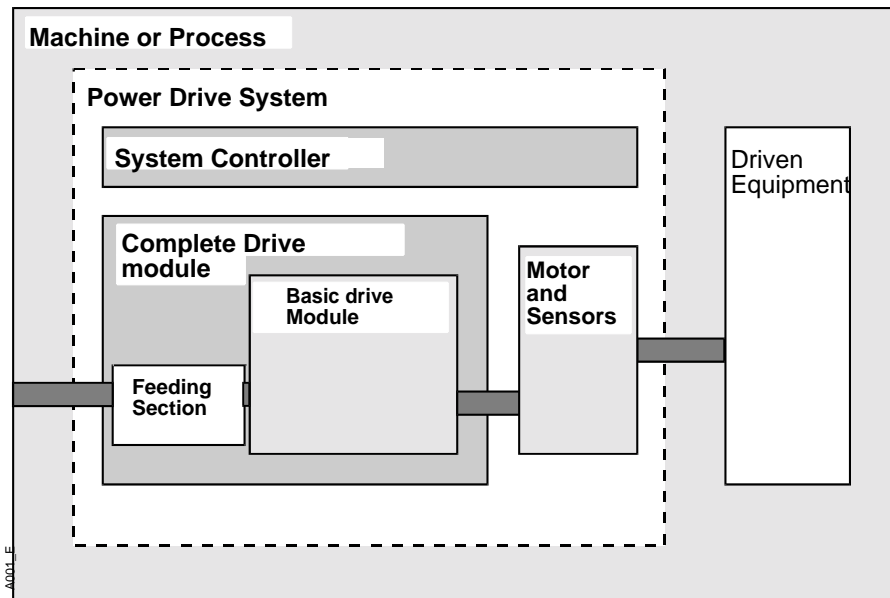 Machine or Process
Power Drive System
System Controller
Driven
Equipment
Complete Drive
module
Motor
and
Sensors
Basic drive
Module
Feeding
Section
A001_E